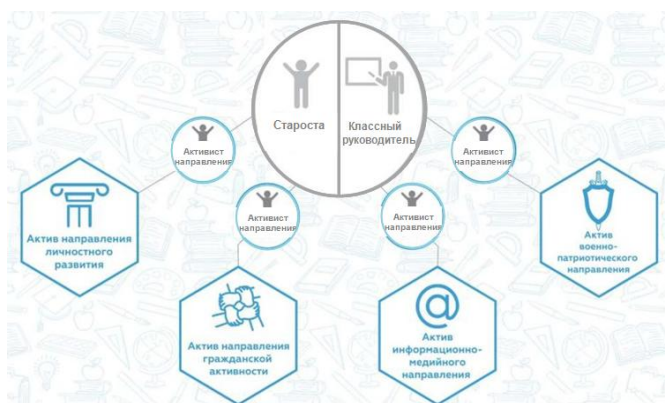 Староста
Классный
руководитель
Активист
направления
Активист
направления
Активист
направления
Активист
направления
Актив направления
личностного
развития
Актив направления
гражданской
активности
Актив
информационно-
медийного
направления
Актив
военно-
патриотического
направления